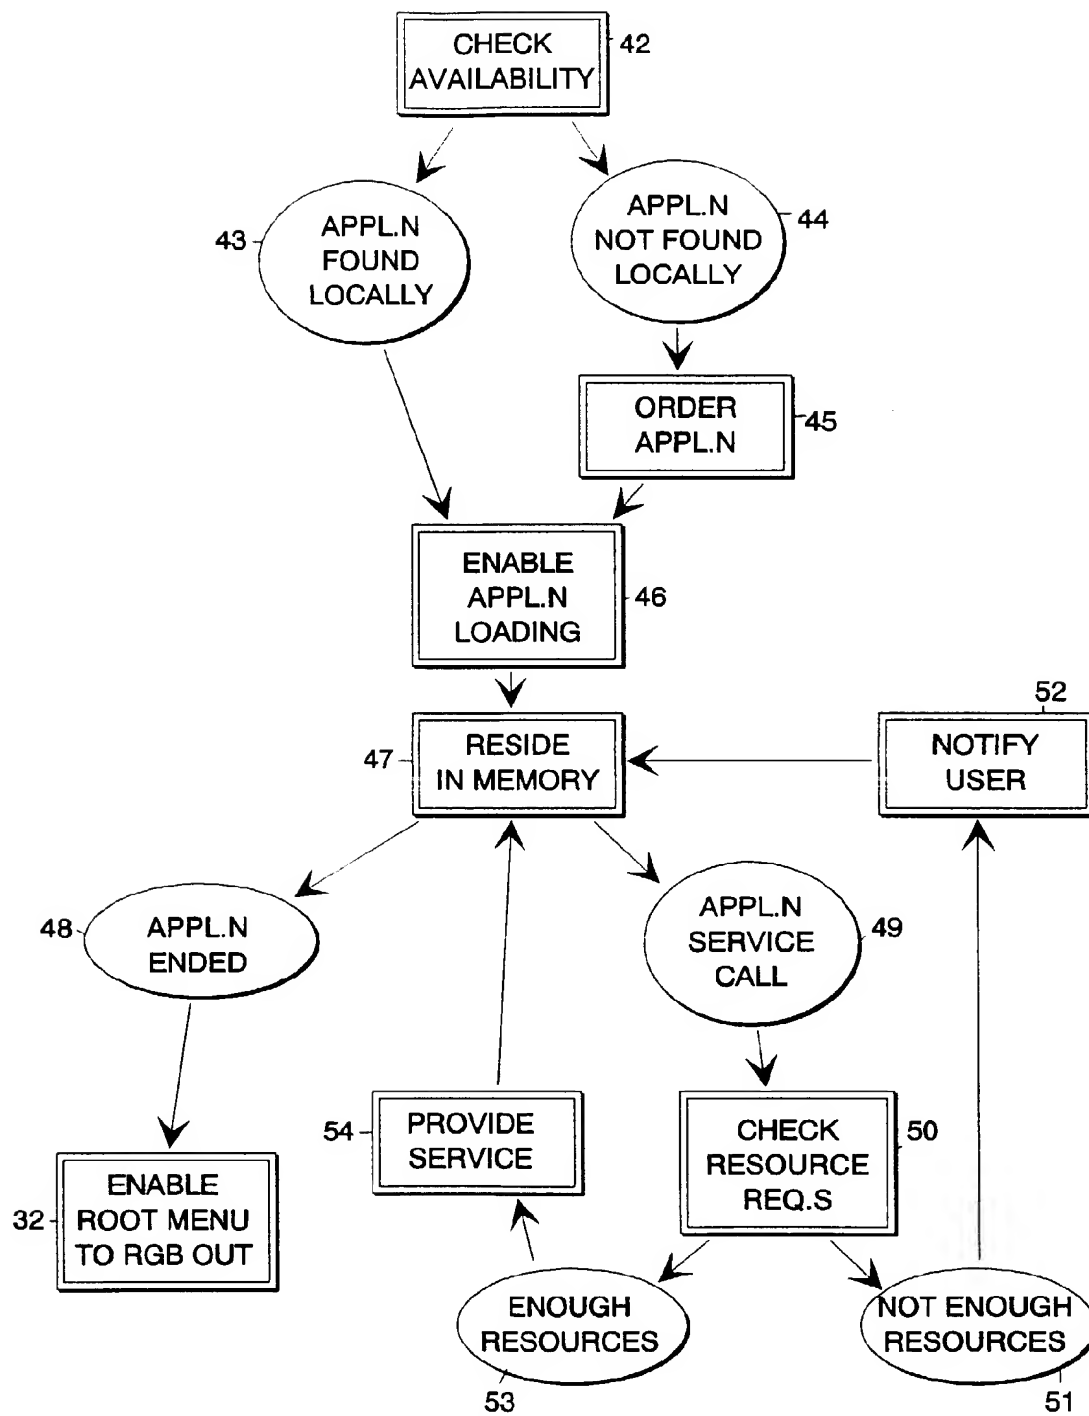 CHECK
AVAILABILITY
42
APPL.N
FOUND
LOCALLY
43
APPL.N
NOT FOUND
LOCALLY
44
ORDER
APPL.N
45
ENABLE
APPL.N
LOADING
46
RESIDE
IN MEMORY
47
NOTIFY
USER
52
APPL.N
ENDED
48
APPL.N
SERVICE
CALL
49
PROVIDE
SERVICE
54
CHECK
RESOURCE
REQ.S
50
ENABLE
ROOT MENU
TO RGB OUT
32
ENOUGH
RESOURCES
53
NOT ENOUGH
RESOURCES
51